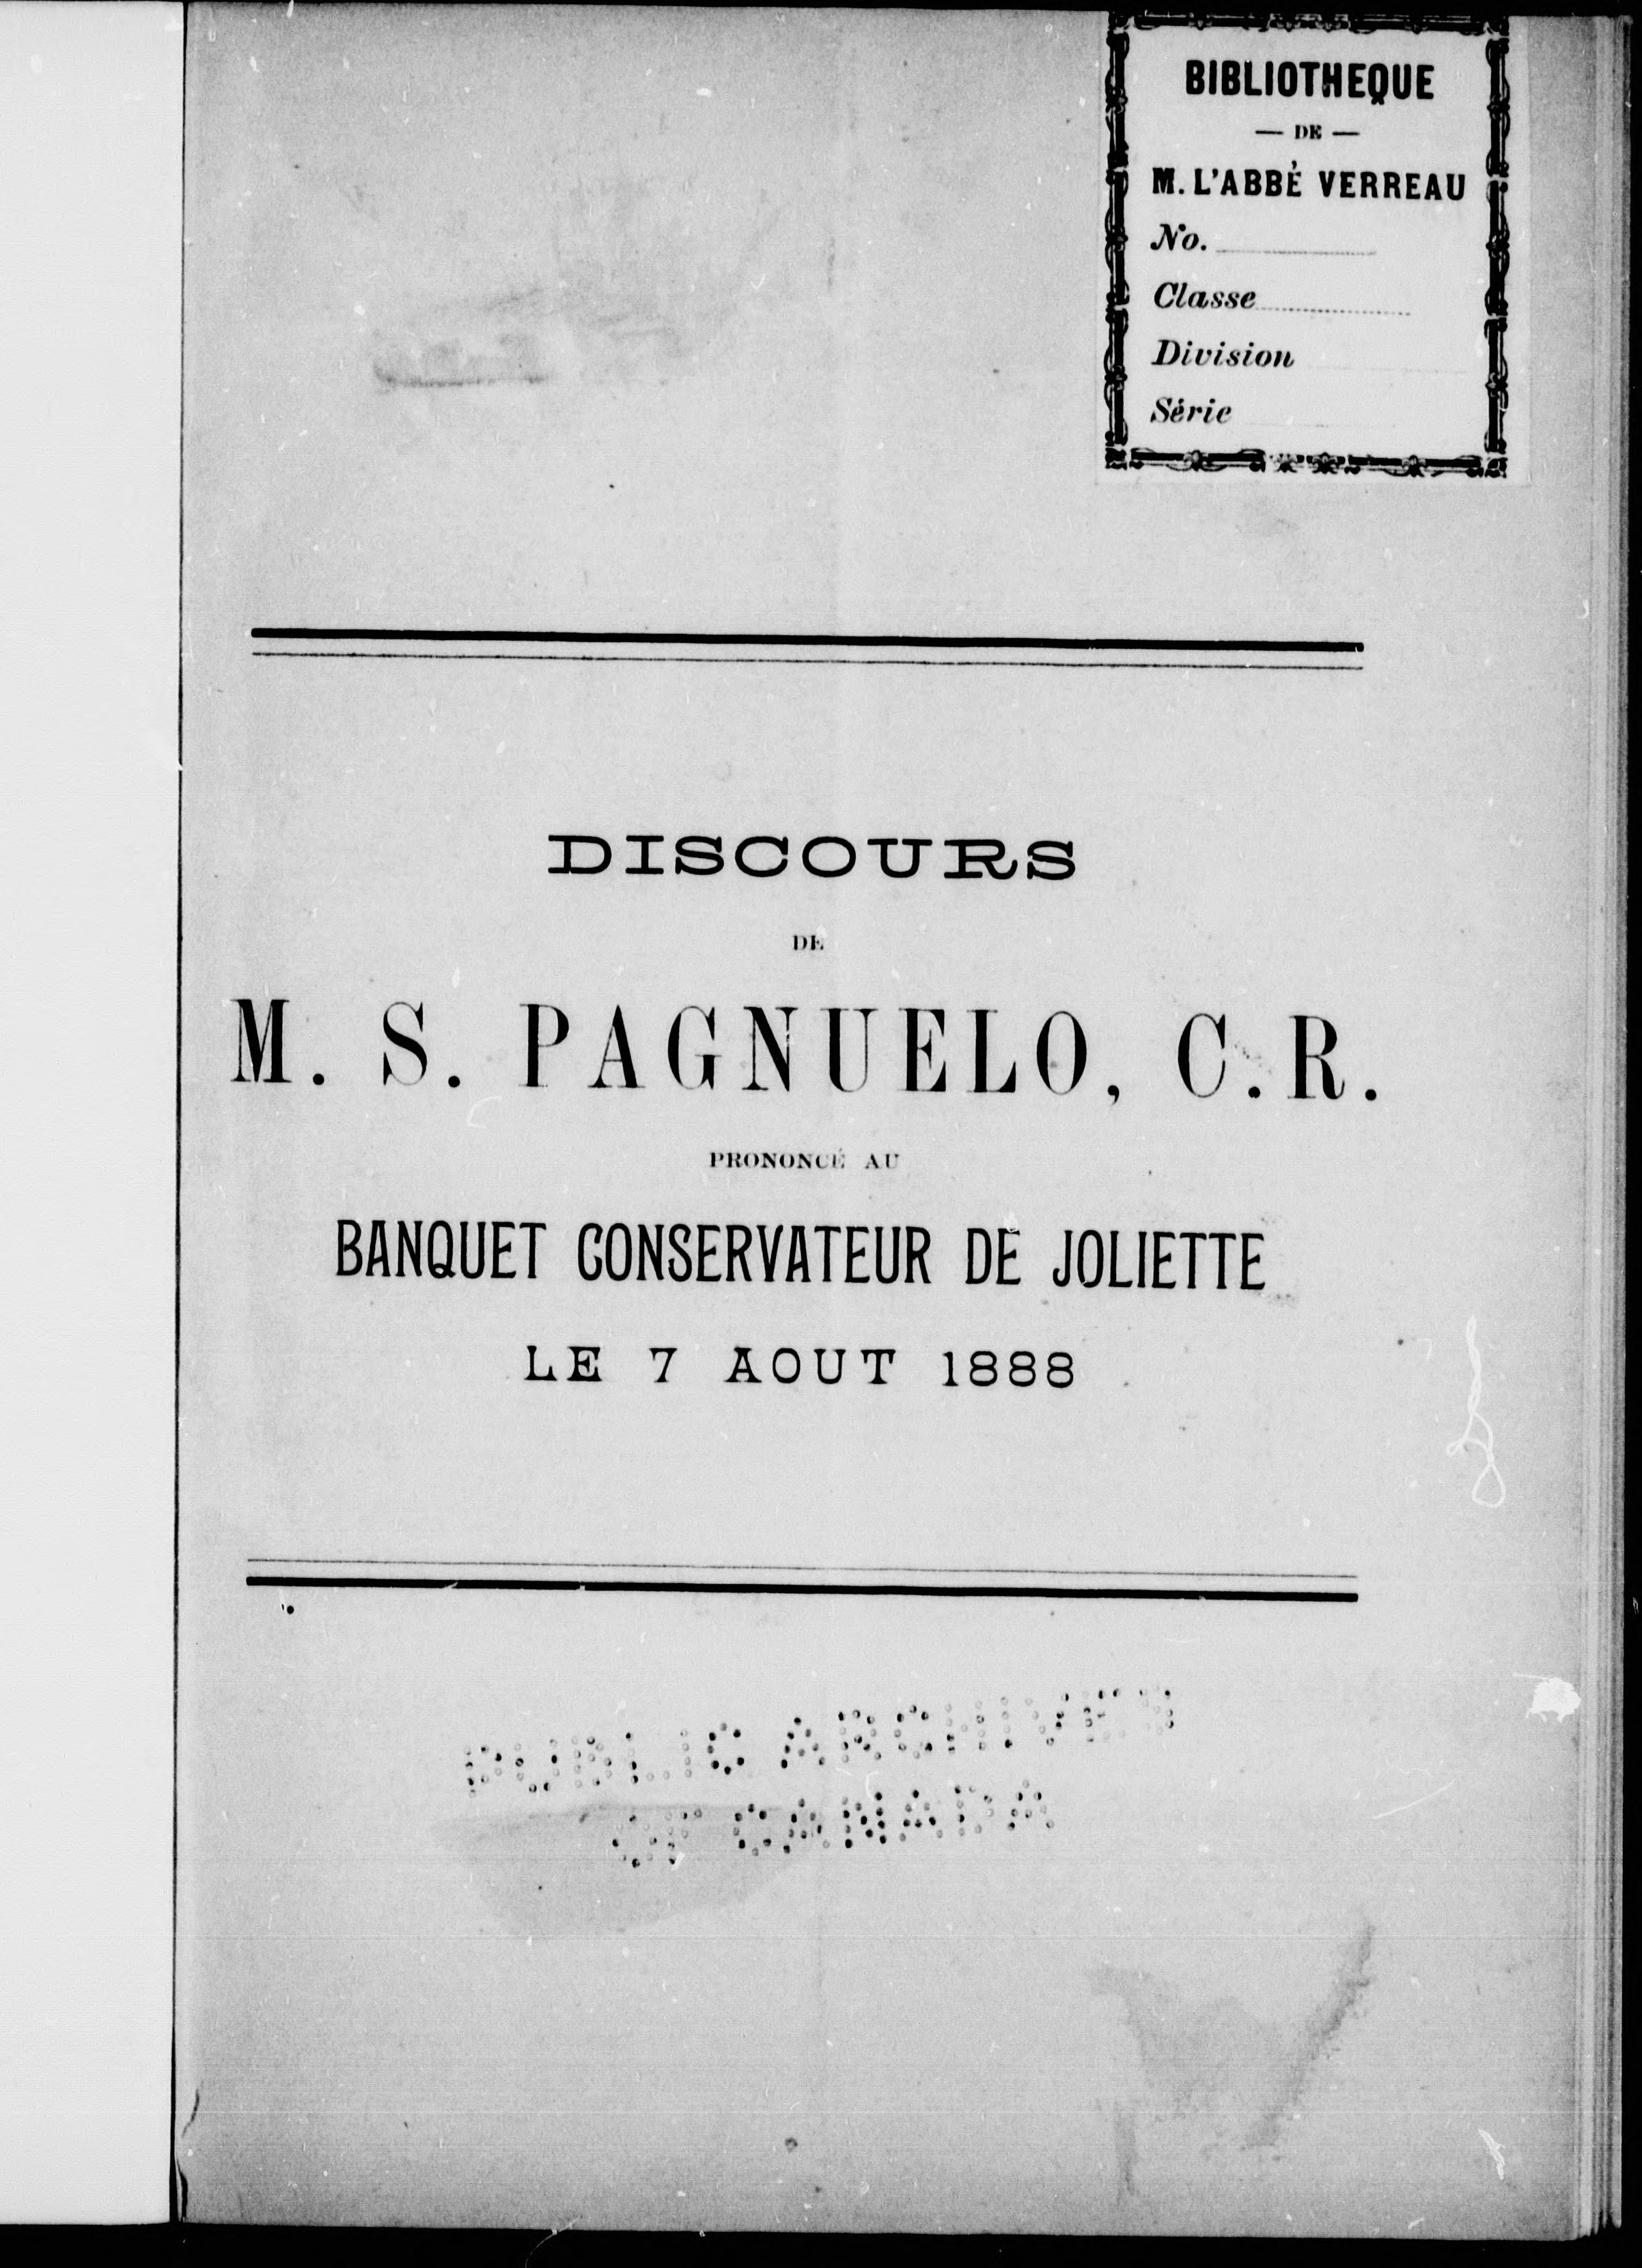 BIBLIOTHEQUE
— DE —
M. L'ABBÉ VERREAU
No.
Classe
Division
Série
DISCOURS
DE
M. S. PAGNUELO, C.R.
PRONONCÉ AU
BANQUET CONSERVATEUR DE JOLIETTE
LE 7 AOUT 1888
PUBLIC ARCHIVES
OF CANADA